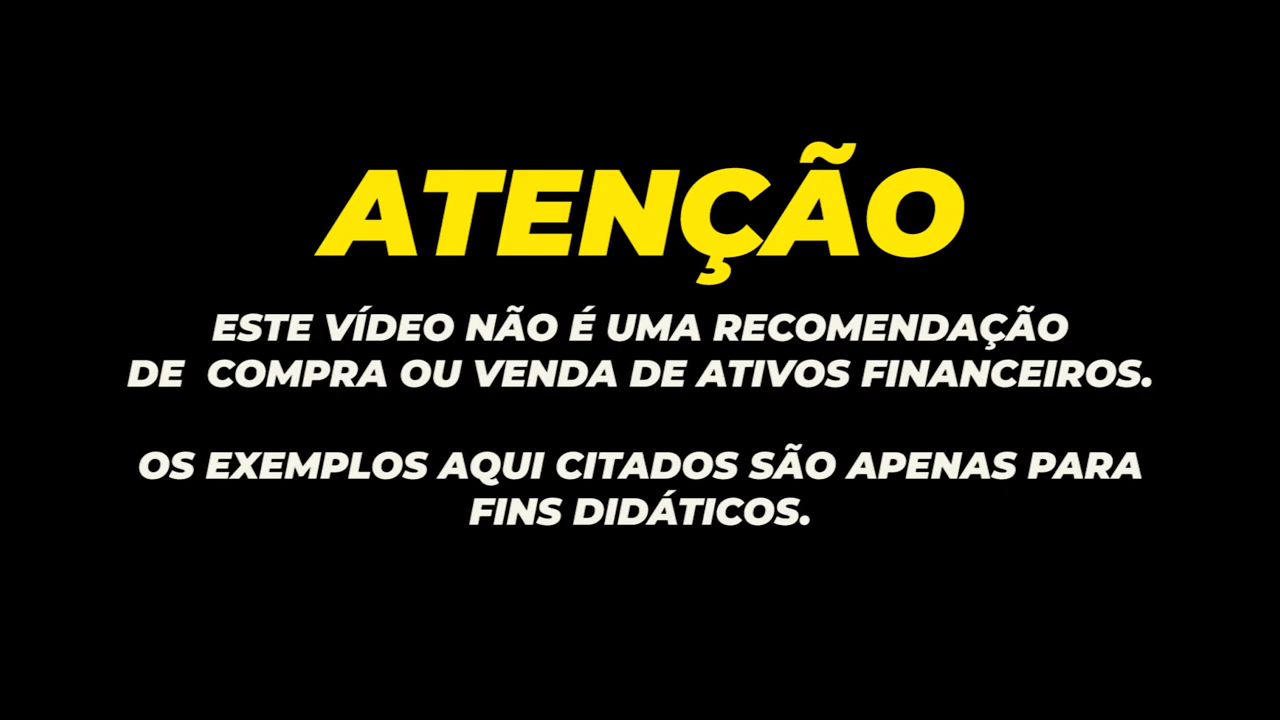 ATENÇÃO
ESTE VÍDEO NÃO É UMA RECOMENDAÇÃO
DE  COMPRA OU VENDA DE ATIVOS FINANCEIROS.
OS EXEMPLOS AQUI CITADOS SÃO APENAS PARA
FINS DIDÁTICOS.